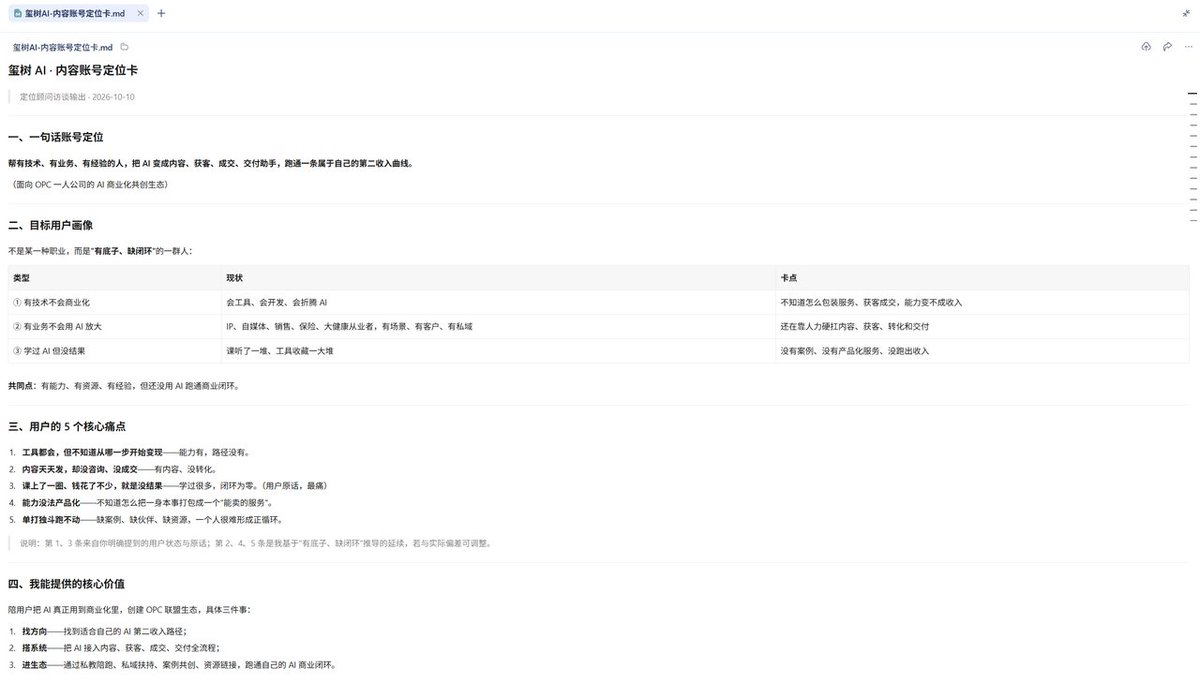 玺树AI-内容账号定位卡.md
玺树AI-内容账号定位卡.md
玺树 AI · 内容账号定位卡
定位顾问访谈输出 · 2026-10-10
一、一句话账号定位
帮有技术、有业务、有经验的人，把 AI 变成内容、获客、成交、交付助手，跑通一条属于自己的第二收入曲线。
（面向 OPC 一人公司的 AI 商业化共创生态）
二、目标用户画像
不是某一种职业，而是"有底子、缺闭环"的一群人：
类型 现状 卡点
① 有技术不会商业化 会工具、会开发、会折腾 AI 不知道怎么包装服务、获客成交，能力变不成收入
② 有业务不会用 AI 放大 IP、自媒体、销售、保险、大健康从业者，有场景、有客户、有私域 还在靠人力硬扛内容、获客、转化和交付
③ 学过 AI 但没结果 课听了一堆、工具收藏一大堆 没有案例、没有产品化服务、没跑出收入
共同点：有能力、有资源、有经验，但还没用 AI 跑通商业闭环。
三、用户的 5 个核心痛点
1. 工具都会，但不知道从哪一步开始变现——能力有，路径没有。
2. 内容天天发，却没咨询、没成交——有内容、没转化。
3. 课上了一圈、钱花了不少，就是没结果——学过很多，闭环为零。（用户原话，最痛）
4. 能力没法产品化——不知道怎么把一身本事打包成一个"能卖的服务"。
5. 单打独斗跑不动——缺案例、缺伙伴、缺资源，一个人很难形成正循环。
说明：第 1、3 条来自你明确提到的用户状态与原话；第 2、4、5 条是我基于"有底子、缺闭环"推导的延续，若与实际偏差可调整。
四、我能提供的核心价值
陪用户把 AI 真正用到商业化里，创建 OPC 联盟生态，具体三件事：
1. 找方向——找到适合自己的 AI 第二收入路径；
2. 搭系统——把 AI 接入内容、获客、成交、交付全流程；
3. 进生态——通过私教陪跑、私域扶持、案例共创、资源链接，跑通自己的 AI 商业闭环。